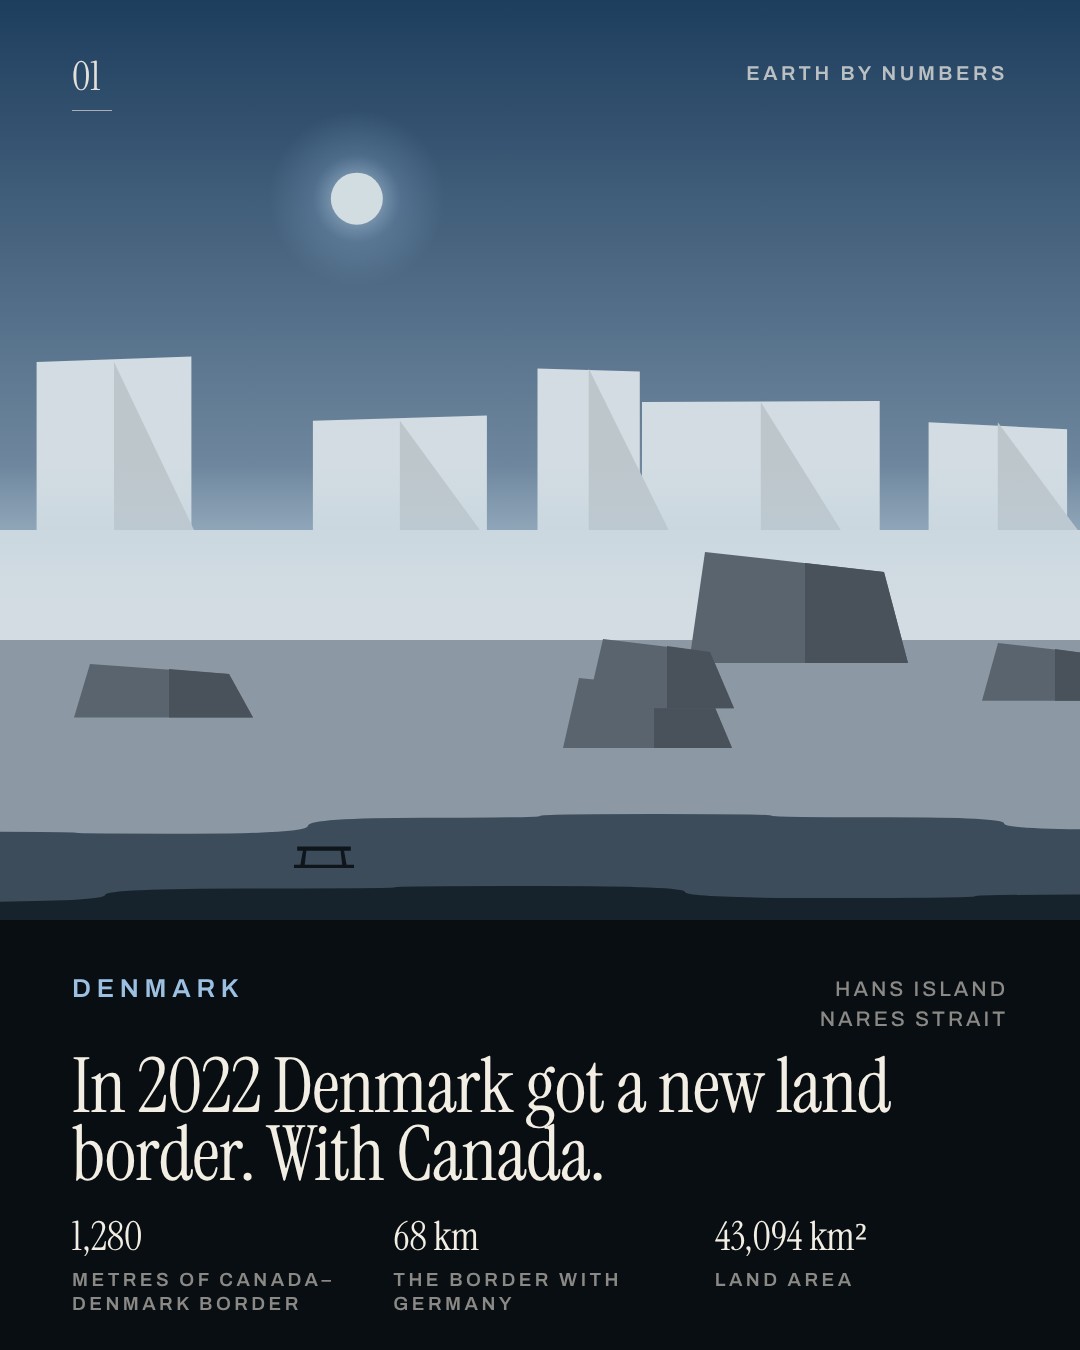 01
EARTH BY NUMBERS
DENMARK
HANS ISLAND
NARES STRAIT
In 2022 Denmark got a new land
border. With Canada.
1,280
METRES OF CANADA–
DENMARK BORDER
68 km
THE BORDER WITH
GERMANY
43,094 km²
LAND AREA